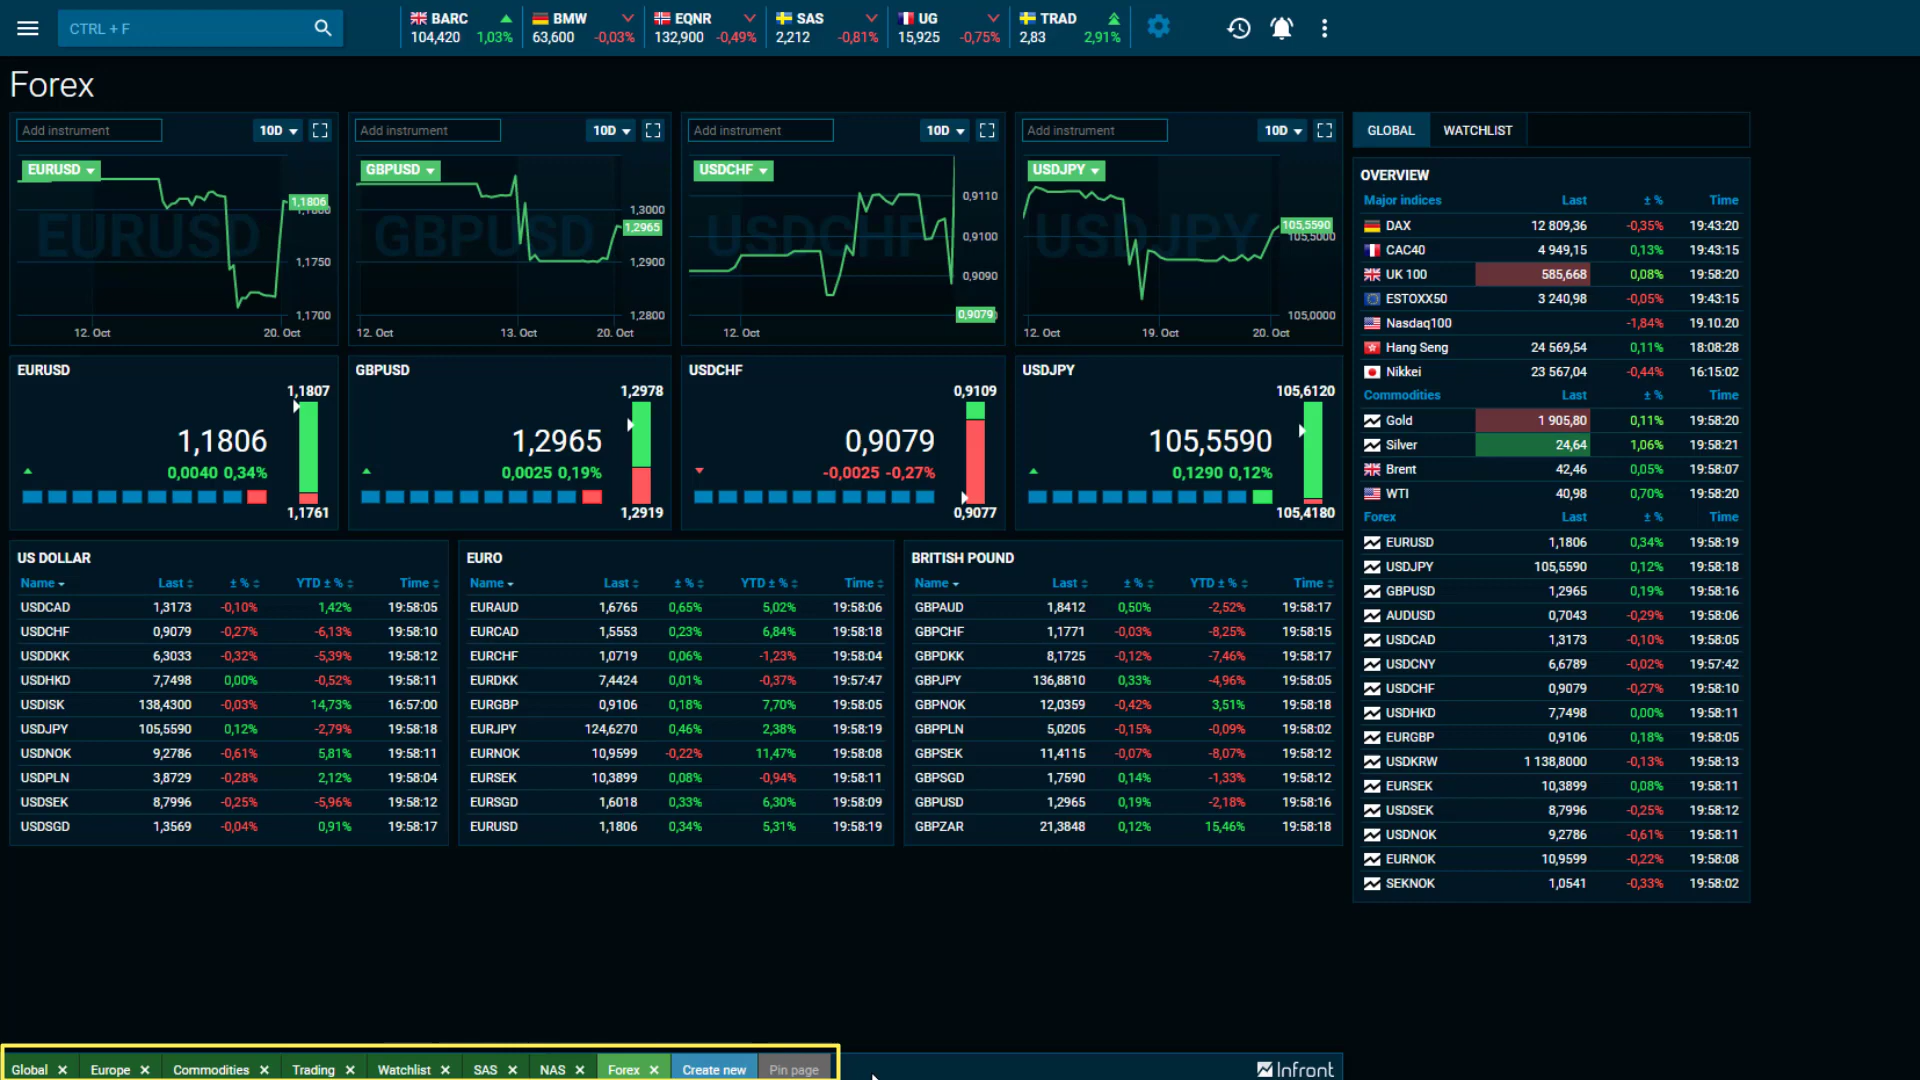 CTRL + F
BARC 104,420 1,03%
BMW 63,600 -0,03%
EQNR 132,900 -0,49%
SAS 2,212 -0,81%
UG 15,925 -0,75%
TRAD 2,83 2,91%
Forex
Add instrument 10D
EURUSD
EURUSD
1,1806
1,1800
1,1750
1,1700
12. Oct 20. Oct
Add instrument 10D
GBPUSD
GBPUSD
1,3000
1,2965
1,2900
1,2800
12. Oct 13. Oct 20. Oct
Add instrument 10D
USDCHF
USDCHF
0,9110
0,9100
0,9090
0,9079
12. Oct
Add instrument 10D
USDJPY
USDJPY
105,5590
105,5000
105,0000
12. Oct 19. Oct 20. Oct
EURUSD
1,1807
1,1806
0,0040 0,34%
1,1761
GBPUSD
1,2978
1,2965
0,0025 0,19%
1,2919
USDCHF
0,9109
0,9079
-0,0025 -0,27%
0,9077
USDJPY
105,6120
105,5590
0,1290 0,12%
105,4180
US DOLLAR
Name Last ± % YTD ± % Time
USDCAD 1,3173 -0,10% 1,42% 19:58:05
USDCHF 0,9079 -0,27% -6,13% 19:58:10
USDDKK 6,3033 -0,32% -5,39% 19:58:12
USDHKD 7,7498 0,00% -0,52% 19:58:11
USDISK 138,4300 -0,03% 14,73% 16:57:00
USDJPY 105,5590 0,12% -2,79% 19:58:18
USDNOK 9,2786 -0,61% 5,81% 19:58:11
USDPLN 3,8729 -0,28% 2,12% 19:58:04
USDSEK 8,7996 -0,25% -5,96% 19:58:12
USDSGD 1,3569 -0,04% 0,91% 19:58:17
EURO
Name Last ± % YTD ± % Time
EURAUD 1,6765 0,65% 5,02% 19:58:06
EURCAD 1,5553 0,23% 6,84% 19:58:18
EURCHF 1,0719 0,06% -1,23% 19:58:04
EURDKK 7,4424 0,01% -0,37% 19:57:47
EURGBP 0,9106 0,18% 7,70% 19:58:05
EURJPY 124,6270 0,46% 2,38% 19:58:19
EURNOK 10,9599 -0,22% 11,47% 19:58:08
EURSEK 10,3899 0,08% -0,94% 19:58:11
EURSGD 1,6018 0,33% 6,30% 19:58:09
EURUSD 1,1806 0,34% 5,31% 19:58:19
BRITISH POUND
Name Last ± % YTD ± % Time
GBPAUD 1,8412 0,50% -2,52% 19:58:17
GBPCHF 1,1771 -0,03% -8,25% 19:58:15
GBPDKK 8,1725 -0,12% -7,46% 19:58:17
GBPJPY 136,8810 0,33% -4,96% 19:58:05
GBPNOK 12,0359 -0,42% 3,51% 19:58:18
GBPPLN 5,0205 -0,15% -0,09% 19:58:02
GBPSEK 11,4115 -0,07% -8,07% 19:58:12
GBPSGD 1,7590 0,14% -1,33% 19:58:12
GBPUSD 1,2965 0,19% -2,18% 19:58:16
GBPZAR 21,3848 0,12% 15,46% 19:58:18
GLOBAL WATCHLIST
OVERVIEW
Major indices Last ± % Time
DAX 12 809,36 -0,35% 19:43:20
CAC40 4 949,15 0,13% 19:43:15
UK 100 585,668 0,08% 19:58:20
ESTOXX50 3 240,98 -0,05% 19:43:15
Nasdaq100 -1,84% 19.10.20
Hang Seng 24 569,54 0,11% 18:08:28
Nikkei 23 567,04 -0,44% 16:15:02
Commodities Last ± % Time
Gold 1 905,80 0,11% 19:58:20
Silver 24,64 1,06% 19:58:21
Brent 42,46 0,05% 19:58:07
WTI 40,98 0,70% 19:58:20
Forex Last ± % Time
EURUSD 1,1806 0,34% 19:58:19
USDJPY 105,5590 0,12% 19:58:18
GBPUSD 1,2965 0,19% 19:58:16
AUDUSD 0,7043 -0,29% 19:58:06
USDCAD 1,3173 -0,10% 19:58:05
USDCNY 6,6789 -0,02% 19:57:42
USDCHF 0,9079 -0,27% 19:58:10
USDHKD 7,7498 0,00% 19:58:11
EURGBP 0,9106 0,18% 19:58:05
USDKRW 1 138,8000 -0,13% 19:58:13
EURSEK 10,3899 0,08% 19:58:11
USDSEK 8,7996 -0,25% 19:58:12
USDNOK 9,2786 -0,61% 19:58:11
EURNOK 10,9599 -0,22% 19:58:08
SEKNOK 1,0541 -0,33% 19:58:02
Global Europe Commodities Trading Watchlist SAS NAS Forex Create new Pin page
Infront